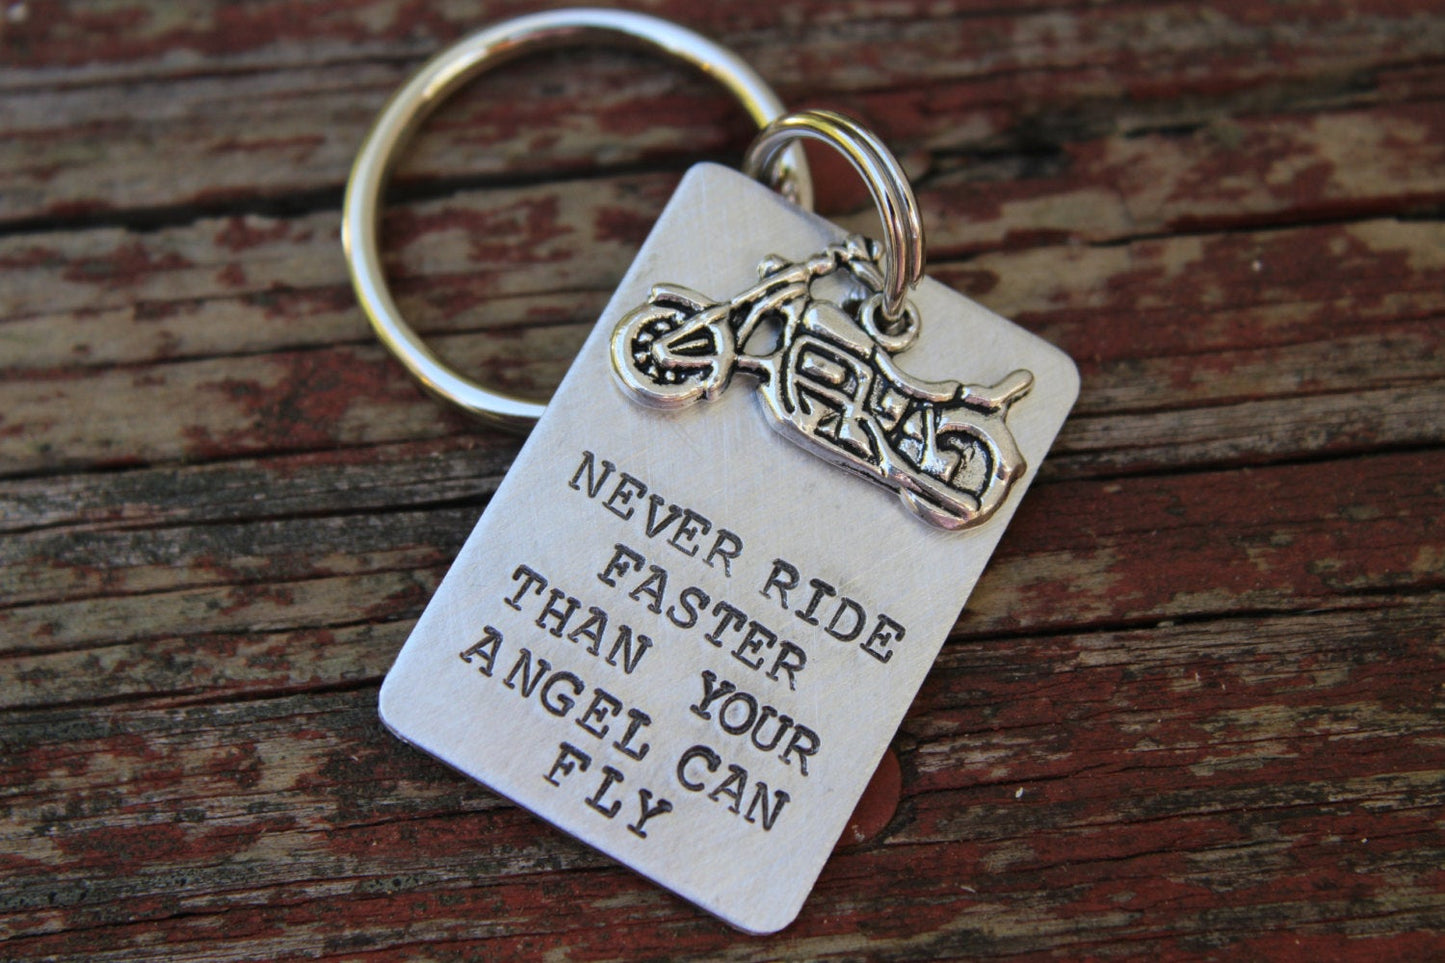 NEVER RIDE
FASTER
THAN YOUR
ANGEL CAN
FLY